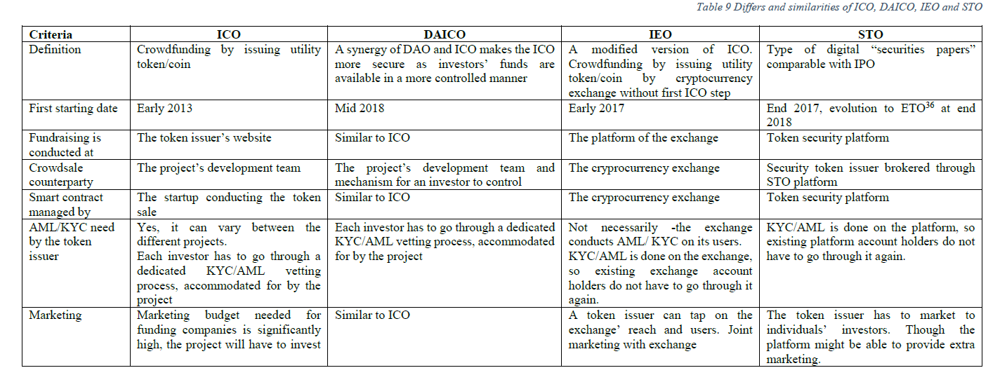 Table 9 Differs and similarities of ICO, DAICO, IEO and STO
Criteria
ICO
DAICO
IEO
STO
Definition
Crowdfunding by issuing utility
token/coin
A synergy of DAO and ICO makes the ICO
more secure as investors’ funds are
available in a more controlled manner
A modified version of ICO.
Crowdfunding by issuing utility
token/coin by cryptocurrency
exchange without first ICO step
Type of digital “securities papers”
comparable with IPO
First starting date
Early 2013
Mid 2018
Early 2017
End 2017, evolution to ETO36 at end
2018
Fundraising is
conducted at
The token issuer’s website
Similar to ICO
The platform of the exchange
Token security platform
Crowdsale
counterparty
The project’s development team
The project’s development team and
mechanism for an investor to control
The cryprocurrency exchange
Security token issuer brokered through
STO platform
Smart contract
managed by
The startup conducting the token
sale
Similar to ICO
The cryprocurrency exchange
Token security platform
AML/KYC need
by the token
issuer
Yes, it can vary between the
different projects.
Each investor has to go through a
dedicated KYC/AML vetting
process, accommodated for by the
project
Each investor has to go through a dedicated
KYC/AML vetting process, accommodated
for by the project
Not necessarily -the exchange
conducts AML/ KYC on its users.
KYC/AML is done on the exchange,
so existing exchange account
holders do not have to go through it
again.
KYC/AML is done on the platform, so
existing platform account holders do not
have to go through it again.
Marketing
Marketing budget needed for
funding companies is significantly
high, the project will have to invest
Similar to ICO
A token issuer can tap on the
exchange’ reach and users. Joint
marketing with exchange
The token issuer has to market to
individuals’ investors. Though the
platform might be able to provide extra
marketing.